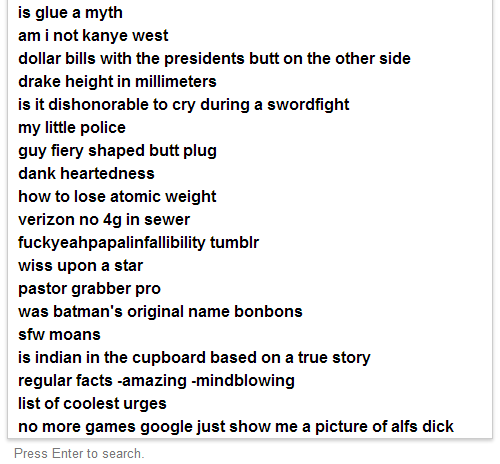 is glue a myth
am i not kanye west
dollar bills with the presidents butt on the other side
drake height in millimeters
is it dishonorable to cry during a swordfight
my little police
guy fiery shaped butt plug
dank heartedness
how to lose atomic weight
verizon no 4g in sewer
fuckyeahpapalinfallibility tumblr
wiss upon a star
pastor grabber pro
was batman's original name bonbons
sfw moans
is indian in the cupboard based on a true story
regular facts -amazing -mindblowing
list of coolest urges
no more games google just show me a picture of alfs dick
Press Enter to search.